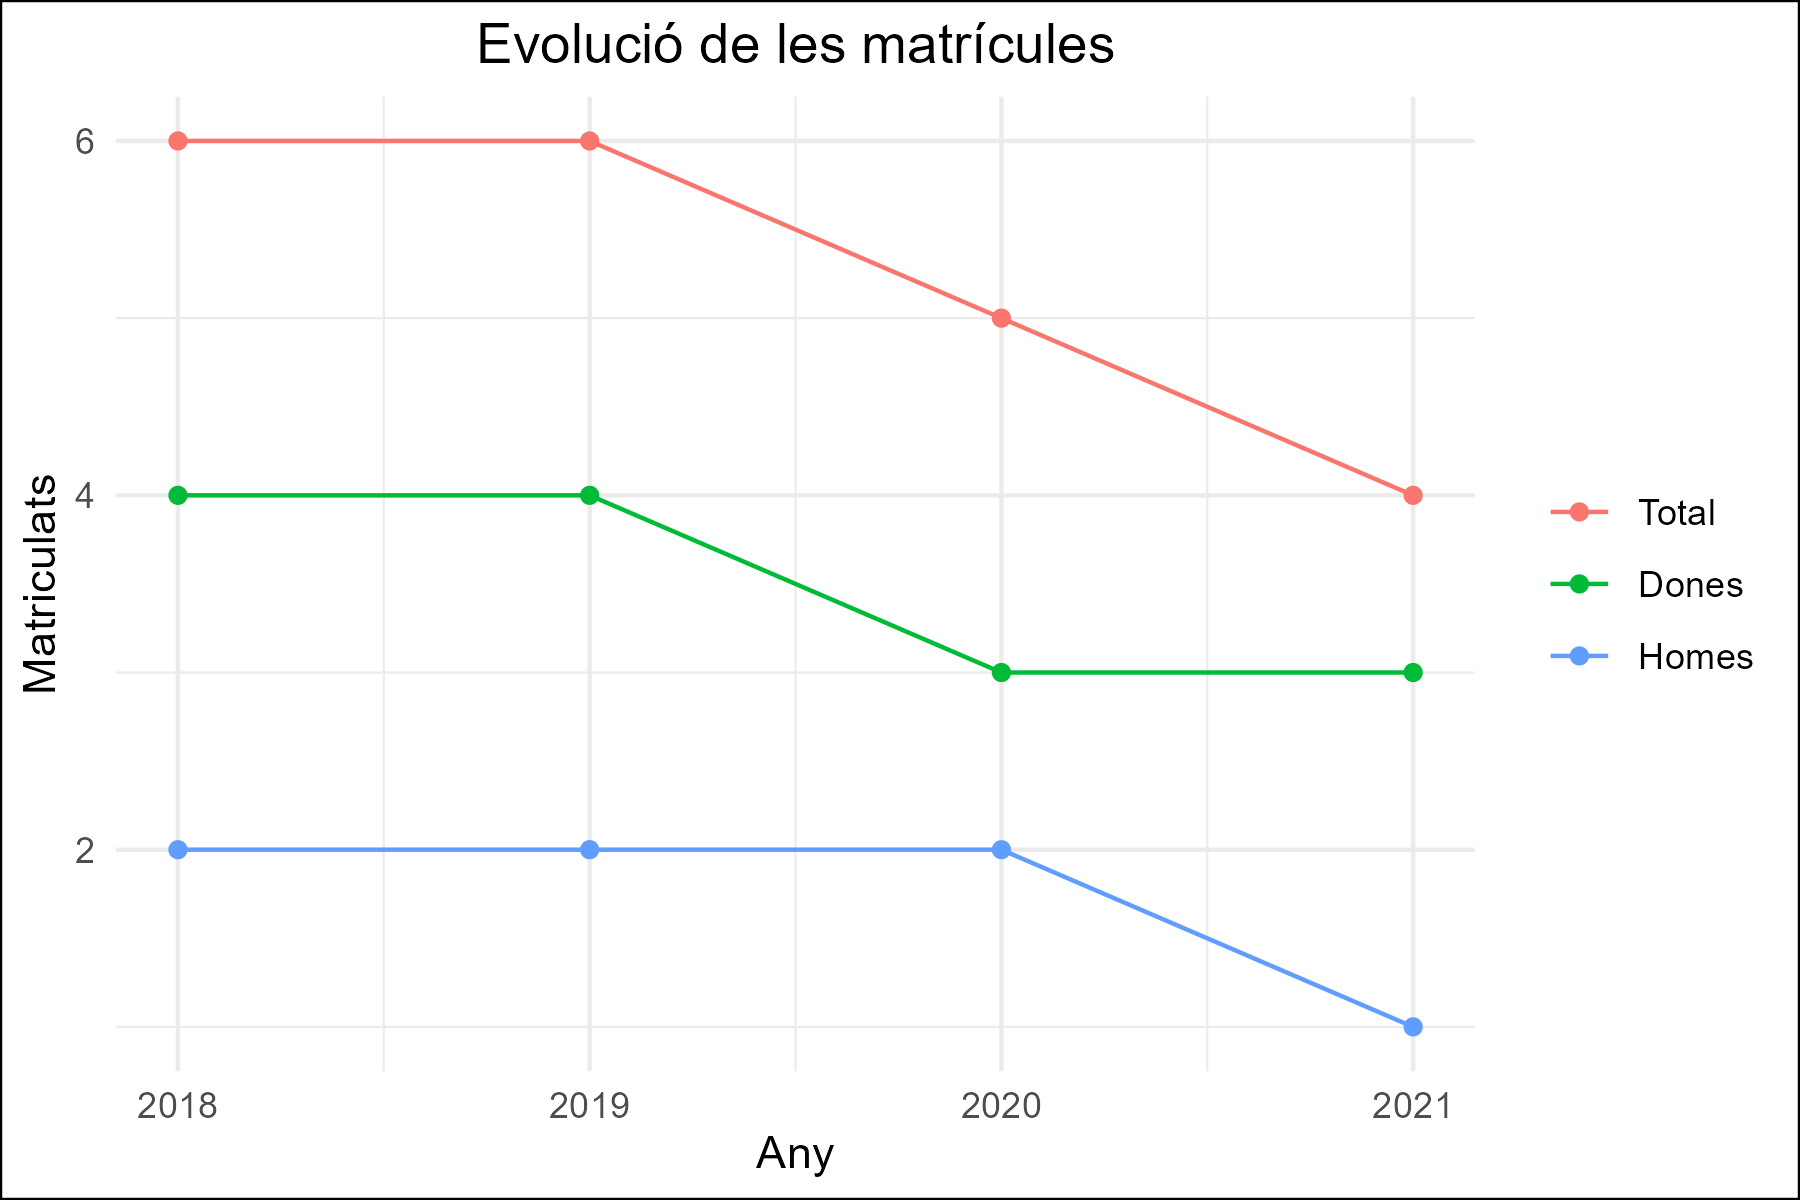 Evolució de les matrícules
Matriculats
6
4
2
2018
2019
2020
2021
Any
Total
Dones
Homes